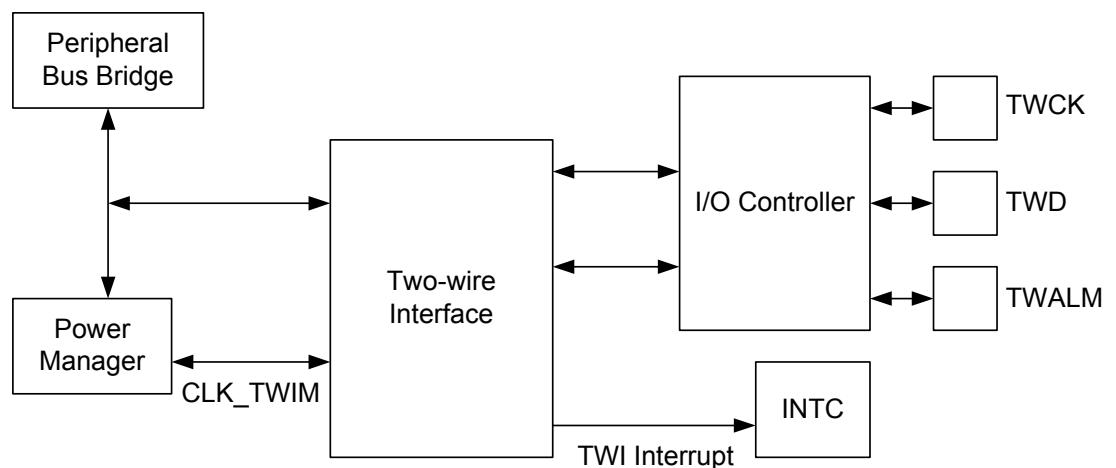 Peripheral
Bus Bridge
TWCK
I/O Controller
TWD
Two-wire
Interface
TWALM
Power
Manager
CLK_TWIM
INTC
TWI Interrupt